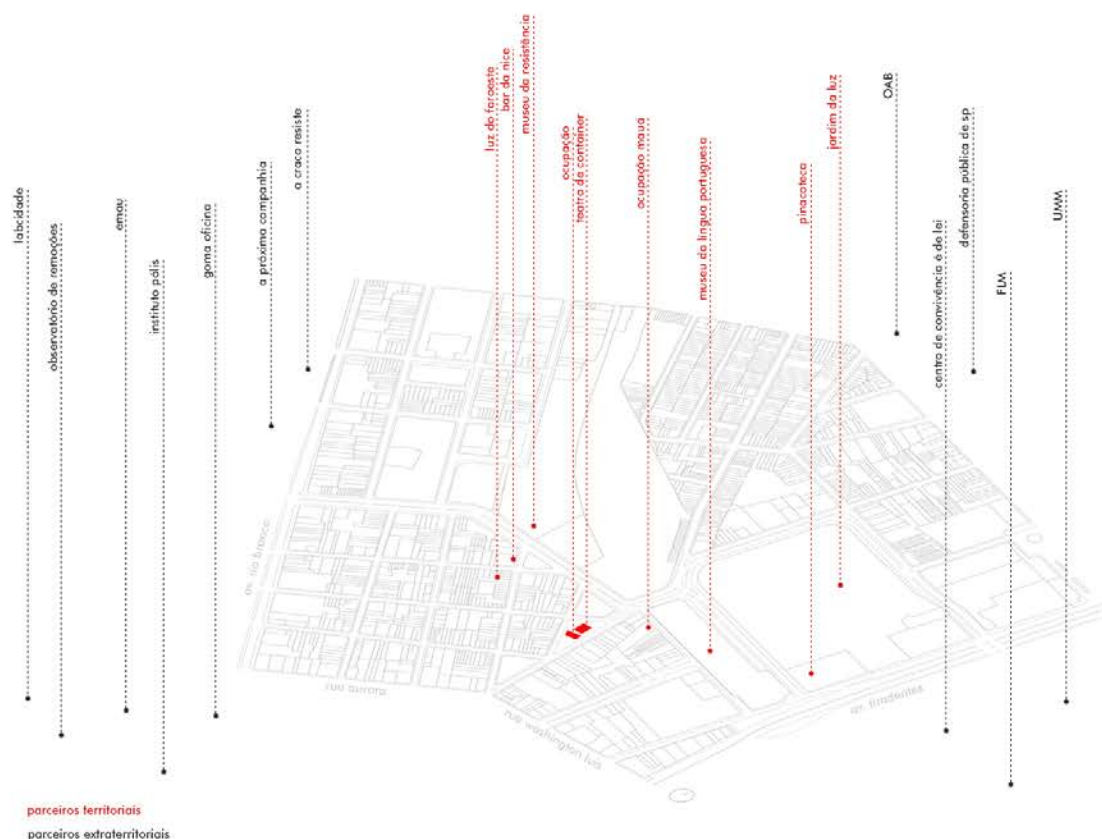 labcidade
observatório de remoções
emau
instituto pólis
goma oficina
a próxima companhia
a craco resiste
luz do faroeste
bar da nice
museu da resistência
ocupação
teatro de container
ocupação mauá
museu da língua portuguesa
pinacoteca
jardim da luz
OAB
centro de convivência é de lei
defensoria pública de sp
FLM
UMM
av. rio branco
rua aurora
rua washington luis
av. tiradentes
parceiros territoriais
parceiros extraterritoriais